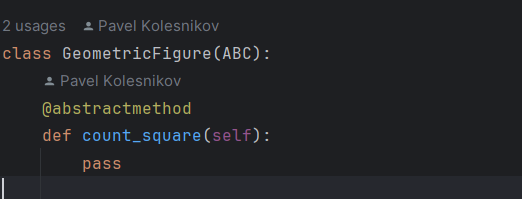 2 usages Pavel Kolesnikov
class GeometricFigure(ABC):
Pavel Kolesnikov
@abstractmethod
def count_square(self):
pass